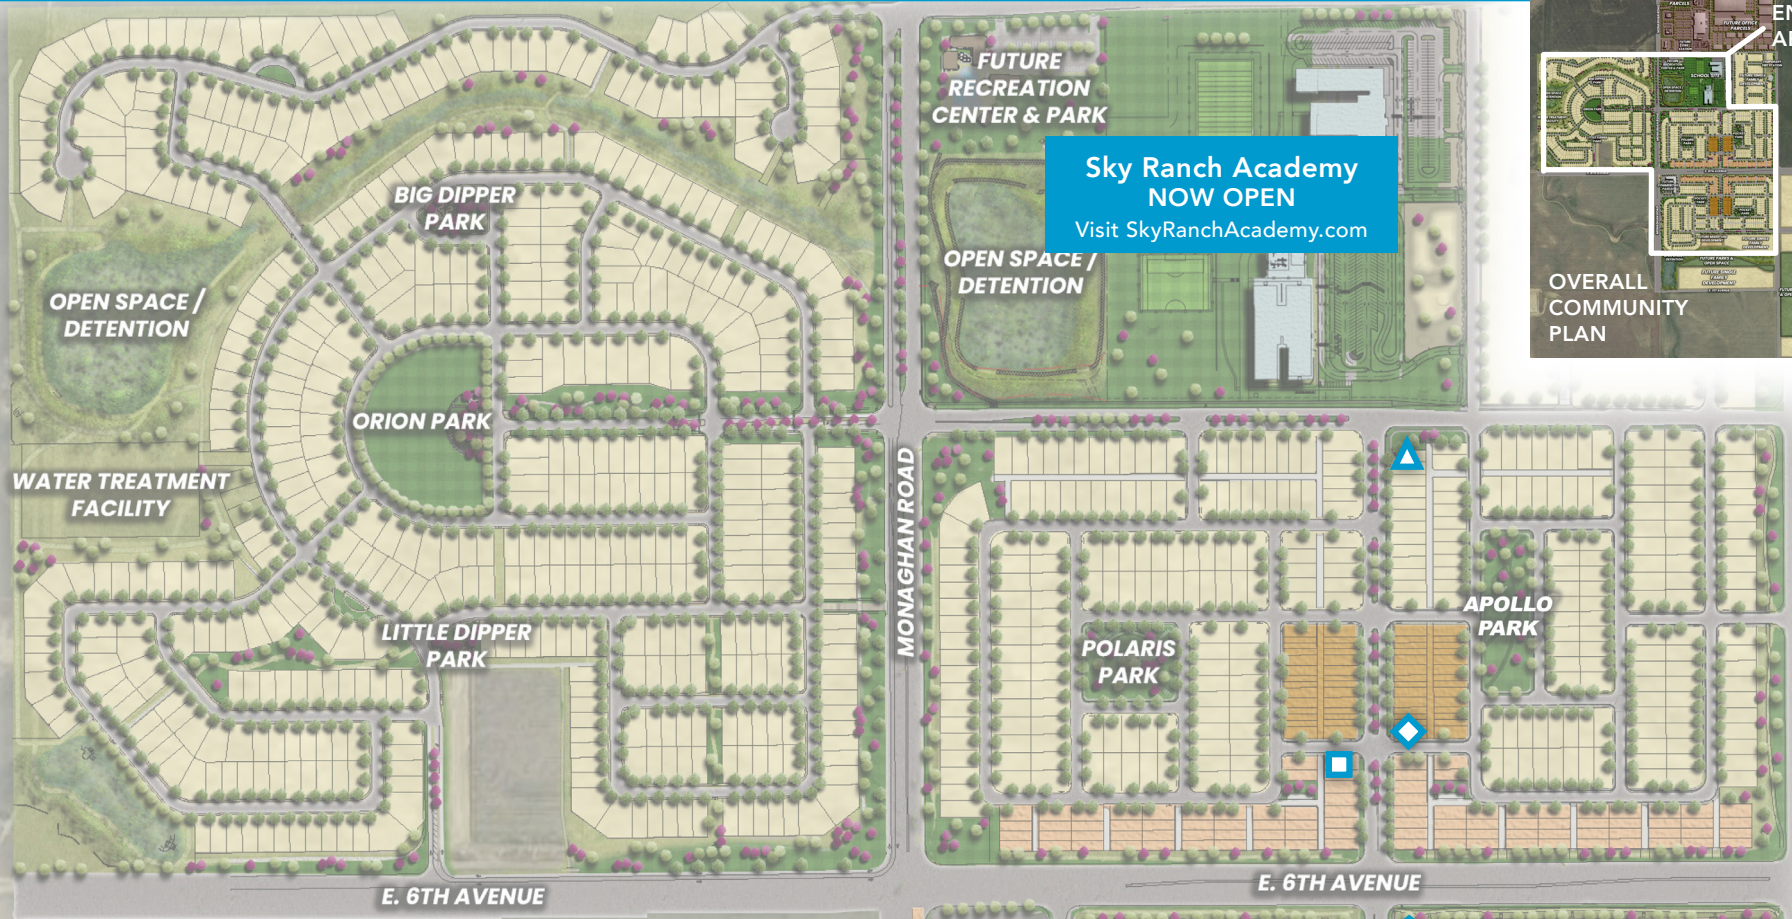 FUTURE
RECREATION
CENTER & PARK
Sky Ranch Academy
NOW OPEN
Visit SkyRanchAcademy.com
BIG DIPPER
PARK
OPEN SPACE /
DETENTION
OPEN SPACE /
DETENTION
OVERALL
COMMUNITY
PLAN
ORION PARK
WATER TREATMENT
FACILITY
MONAGHAN ROAD
LITTLE DIPPER
PARK
POLARIS
PARK
APOLLO
PARK
E. 6TH AVENUE
E. 6TH AVENUE